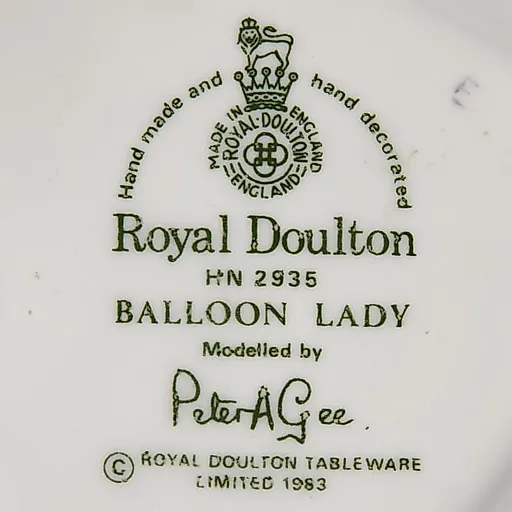 Hand made and hand decorated
MADE IN ENGLAND
ROYAL·DOULTON
ENGLAND
Royal Doulton
HN 2935
BALLOON LADY
Modelled by
Peter A Gee.
© ROYAL DOULTON TABLEWARE
LIMITED 1983